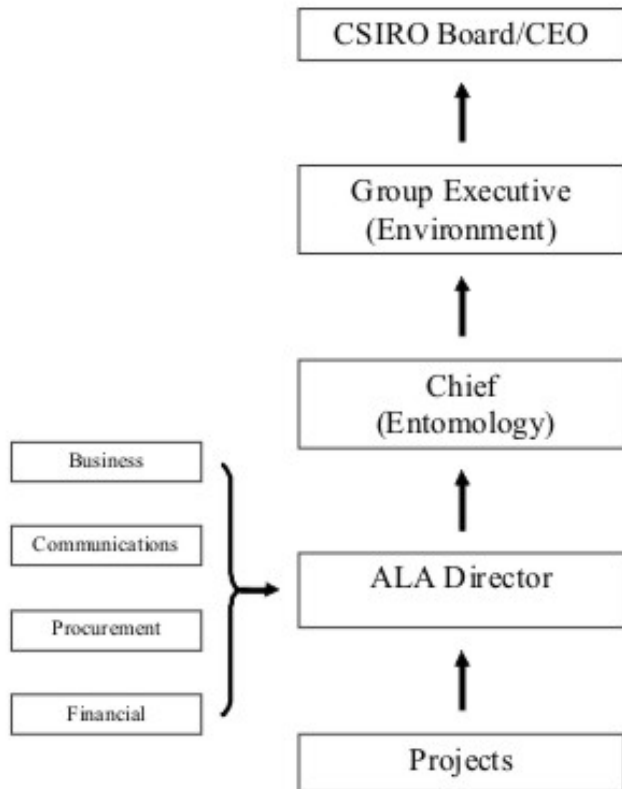 CSIRO Board/CEO
Group Executive
(Environment)
Chief
(Entomology)
Business
Communications
ALA Director
Procurement
Financial
Projects